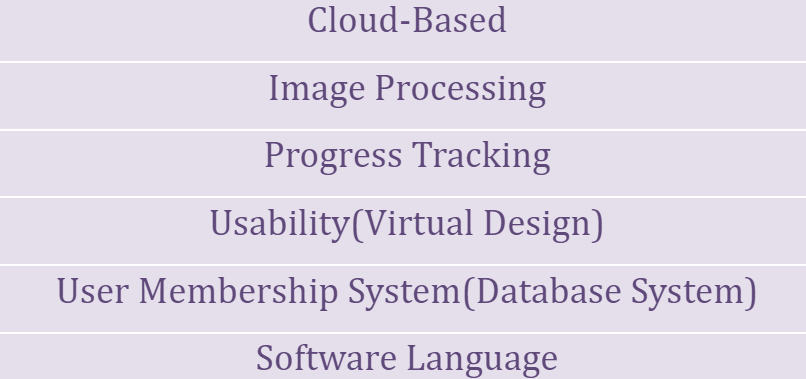 Cloud-Based
Image Processing
Progress Tracking
Usability(Virtual Design)
User Membership System(Database System)
Software Language